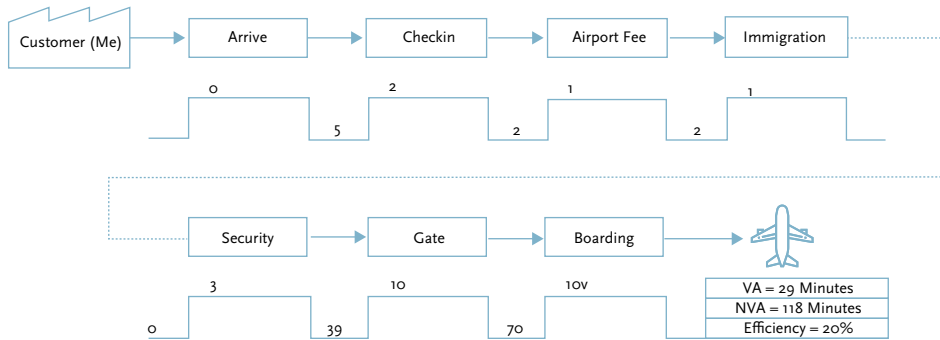 Customer (Me) Arrive Checkin Airport Fee Immigration
0 2 1 1
5 2 2
Security Gate Boarding
3 10 10v
0 39 70
VA = 29 Minutes
NVA = 118 Minutes
Efficiency = 20%